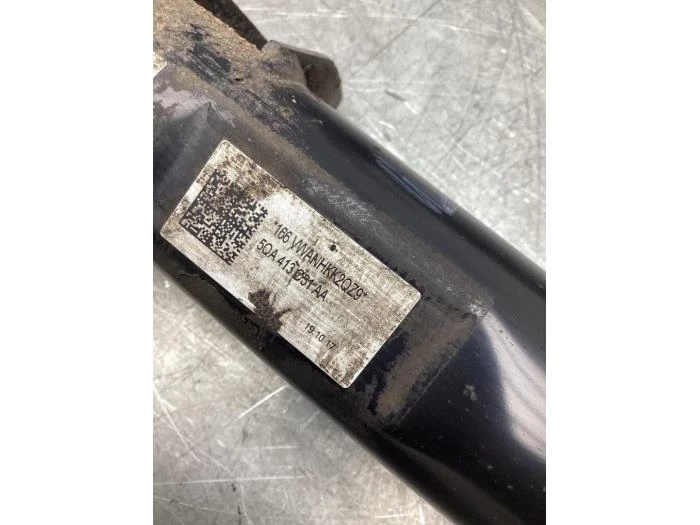 *166 VWANHKK2QZ9*
5QA 413 031 AA
19.10.17